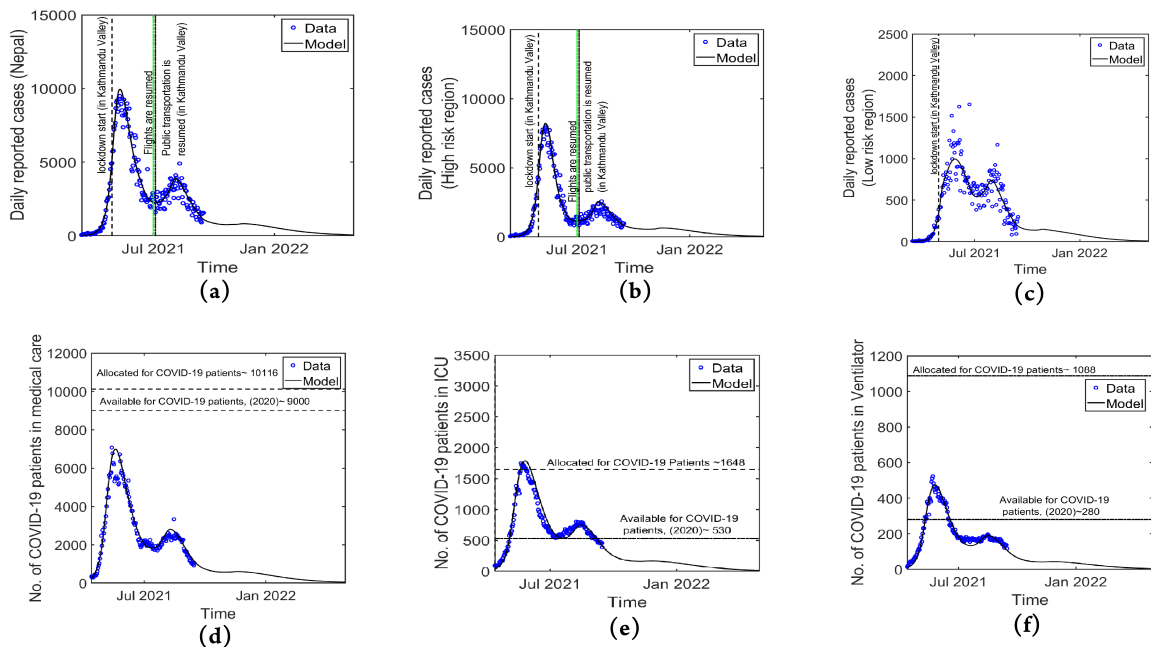 Daily reported cases (Nepal)
15000
10000
5000
0
lockdown start (in Kathmandu Valley)
Flights are resumed
Public transportation is
resumed (in Kathmandu Valley)
Data
Model
Jul 2021
Jan 2022
Time
(a)
Daily reported cases
(High risk region)
15000
10000
5000
0
lockdown start (in Kathmandu Valley)
Flights are resumed
public transportation is resumed
(in Kathmandu Valley)
Data
Model
Jul 2021
Jan 2022
Time
(b)
Daily reported cases
(Low risk region)
2500
2000
1500
1000
500
0
lockdown start (in Kathmandu Valley)
Data
Model
Jul 2021
Jan 2022
Time
(c)
No. of COVID-19 patients in medical care
12000
10000
8000
6000
4000
2000
0
Data
Model
Allocated for COVID-19 patients~ 10116
Available for COVID-19 patients, (2020)~ 9000
Jul 2021
Jan 2022
Time
(d)
No. of COVID-19 patients in ICU
3500
3000
2500
2000
1500
1000
500
0
Data
Model
Allocated for COVID-19 Patients ~1648
Available for COVID-19
patients, (2020)~ 530
Jul 2021
Jan 2022
Time
(e)
No. of COVID-19 patients in Ventilator
1200
1000
800
600
400
200
0
Allocated for COVID-19 patients~ 1088
Data
Model
Available for COVID-19
patients, (2020)~280
Jul 2021
Jan 2022
Time
(f)